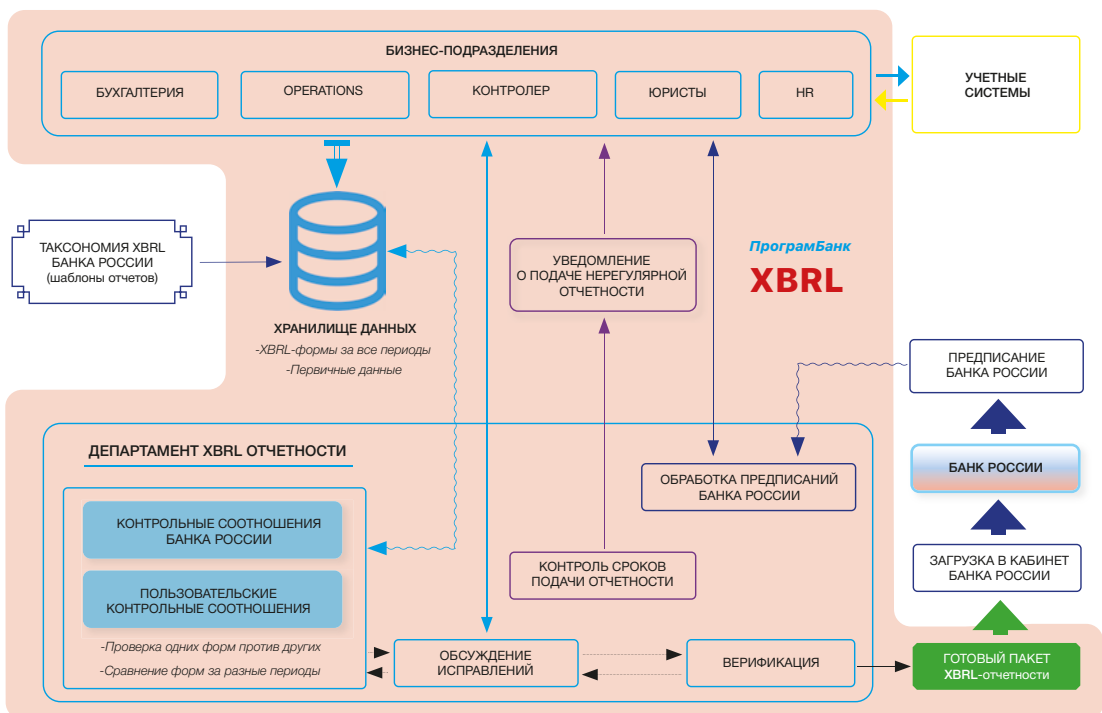 БИЗНЕС-ПОДРАЗДЕЛЕНИЯ
БУХГАЛТЕРИЯ
OPERATIONS
КОНТРОЛЕР
ЮРИСТЫ
HR
УЧЕТНЫЕ
СИСТЕМЫ
ТАКСОНОМИЯ XBRL
БАНКА РОССИИ
(шаблоны отчетов)
ХРАНИЛИЩЕ ДАННЫХ
-XBRL-формы за все периоды
-Первичные данные
УВЕДОМЛЕНИЕ
О ПОДАЧЕ НЕРЕГУЛЯРНОЙ
ОТЧЕТНОСТИ
ПрограмБанк
XBRL
ПРЕДПИСАНИЕ
БАНКА РОССИИ
БАНК РОССИИ
ЗАГРУЗКА В КАБИНЕТ
БАНКА РОССИИ
ГОТОВЫЙ ПАКЕТ
XBRL-отчетности
ДЕПАРТАМЕНТ XBRL ОТЧЕТНОСТИ
КОНТРОЛЬНЫЕ СООТНОШЕНИЯ
БАНКА РОССИИ
ПОЛЬЗОВАТЕЛЬСКИЕ
КОНТРОЛЬНЫЕ СООТНОШЕНИЯ
-Проверка одних форм против других
-Сравнение форм за разные периоды
ОБРАБОТКА ПРЕДПИСАНИЙ
БАНКА РОССИИ
КОНТРОЛЬ СРОКОВ
ПОДАЧИ ОТЧЕТНОСТИ
ОБСУЖДЕНИЕ
ИСПРАВЛЕНИЙ
ВЕРИФИКАЦИЯ